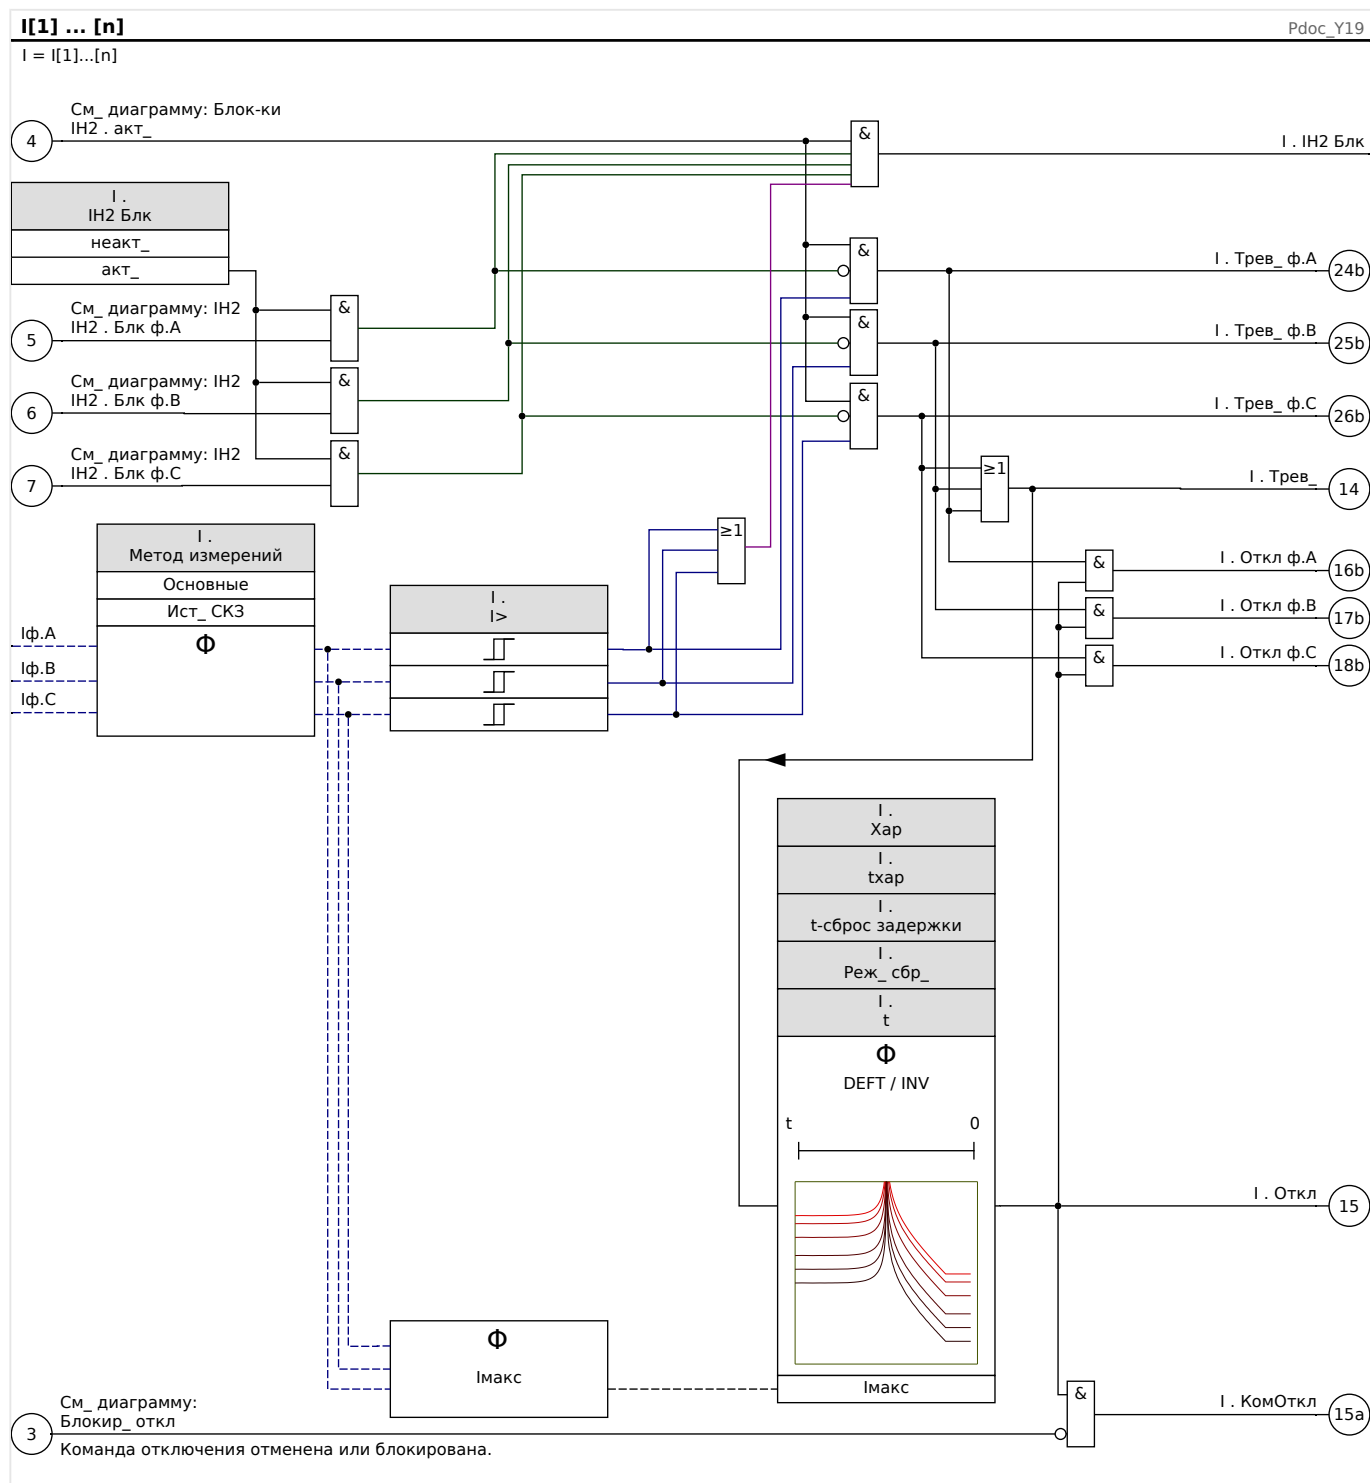 I[1] ... [n]
Pdoc_Y19
I = I[1]...[n]
См_ диаграмму: Блок-ки
IH2 . акт_
4
&
I . IH2 Блк
I .
IH2 Блк
неакт_
акт_
&
I . Трев_ ф.A
24b
См_ диаграмму: IH2
IH2 . Блк ф.A
5
&
&
I . Трев_ ф.B
25b
См_ диаграмму: IH2
IH2 . Блк ф.B
6
&
&
I . Трев_ ф.C
26b
См_ диаграмму: IH2
IH2 . Блк ф.C
7
&
≥1
I . Трев_
14
I .
Метод измерений
Основные
Ист_ СКЗ
Φ
Iф.A
Iф.B
Iф.C
I .
I>
≥1
&
I . Откл ф.A
16b
&
I . Откл ф.B
17b
&
I . Откл ф.C
18b
I .
Хар
I .
tхар
I .
t-сброс задержки
I .
Реж_ сбр_
I .
t
Φ
DEFT / INV
t
0
I . Откл
15
Φ
Iмакс
Iмакс
&
I . КомОткл
15a
См_ диаграмму:
Блокир_ откл
3
Команда отключения отменена или блокирована.